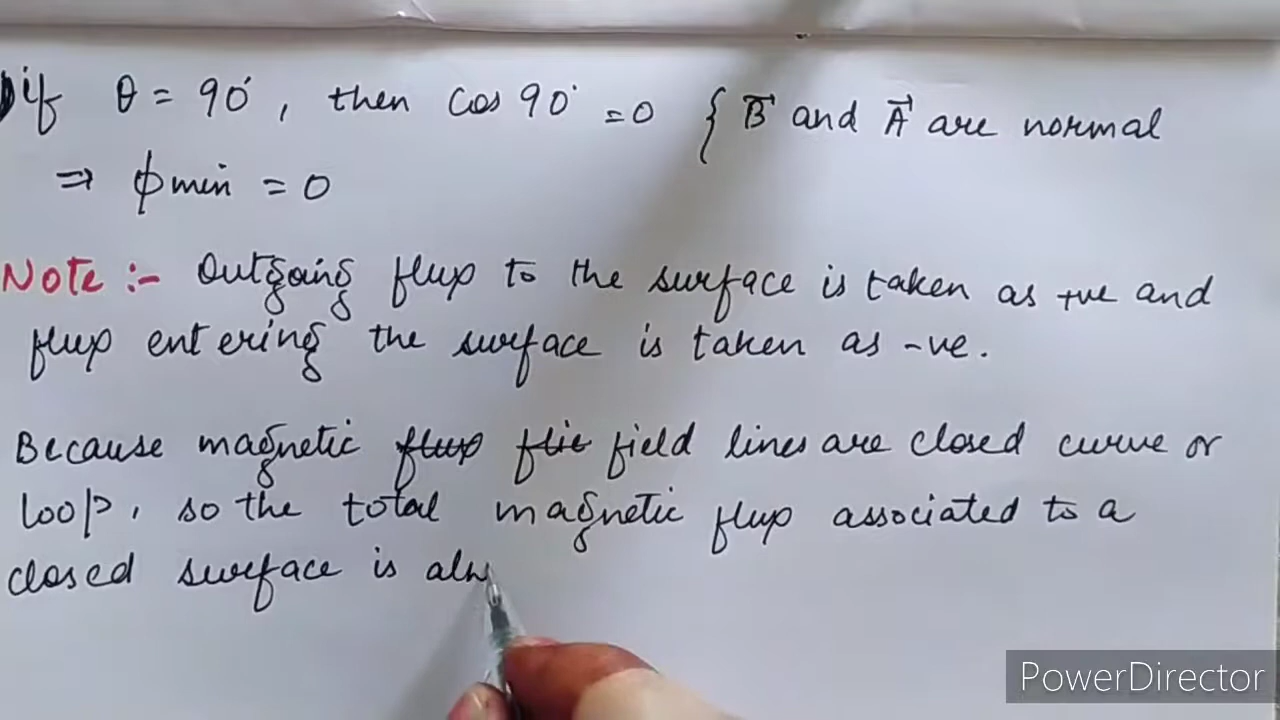 if θ = 90°, then Cos 90° = 0 { B⃗ and A⃗ are normal
⇒ ϕmin = 0
Note :- Outgoing flux to the surface is taken as +ve and
flux entering the surface is taken as -ve.
Because magnetic flux flie field lines are closed curve or
loop, so the total magnetic flux associated to a
closed surface is alw
PowerDirector